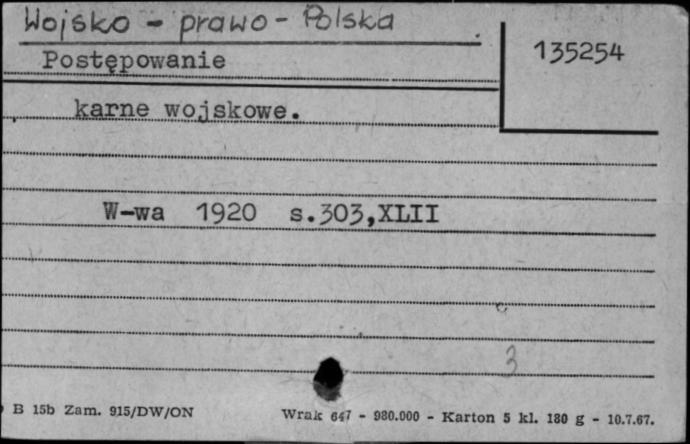 Wojsko - prawo - Polska
135254
Postępowanie
karne wojskowe.
W-wa 1920 s.303,XLII
3
B 15b Zam. 915/DW/ON
Wrak 647 - 980.000 - Karton 5 kl. 180 g - 10.7.67.